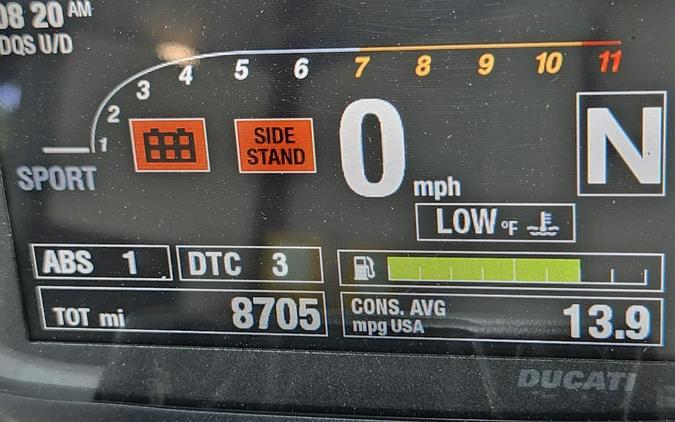 08 20 AM
DQS U/D
1 2 3 4 5 6 7 8 9 10 11
SIDE
STAND
0 mph
N
SPORT
LOW °F
ABS 1
DTC 3
TOT mi 8705
CONS. AVG
mpg USA
13.9
DUCATI